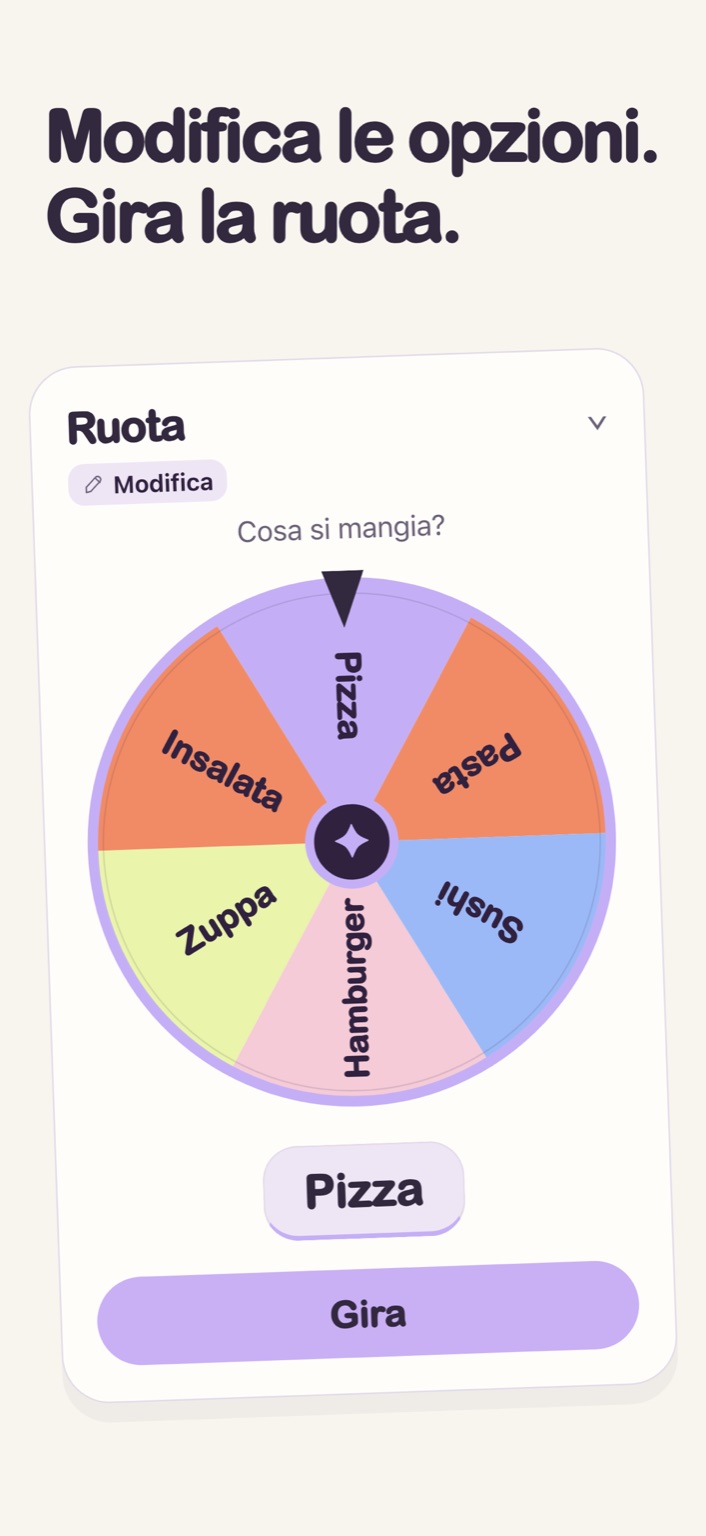 Modifica le opzioni.
Gira la ruota.
Ruota
Modifica
Cosa si mangia?
Pizza
Pasta
Sushi
Hamburger
Zuppa
Insalata
Pizza
Gira